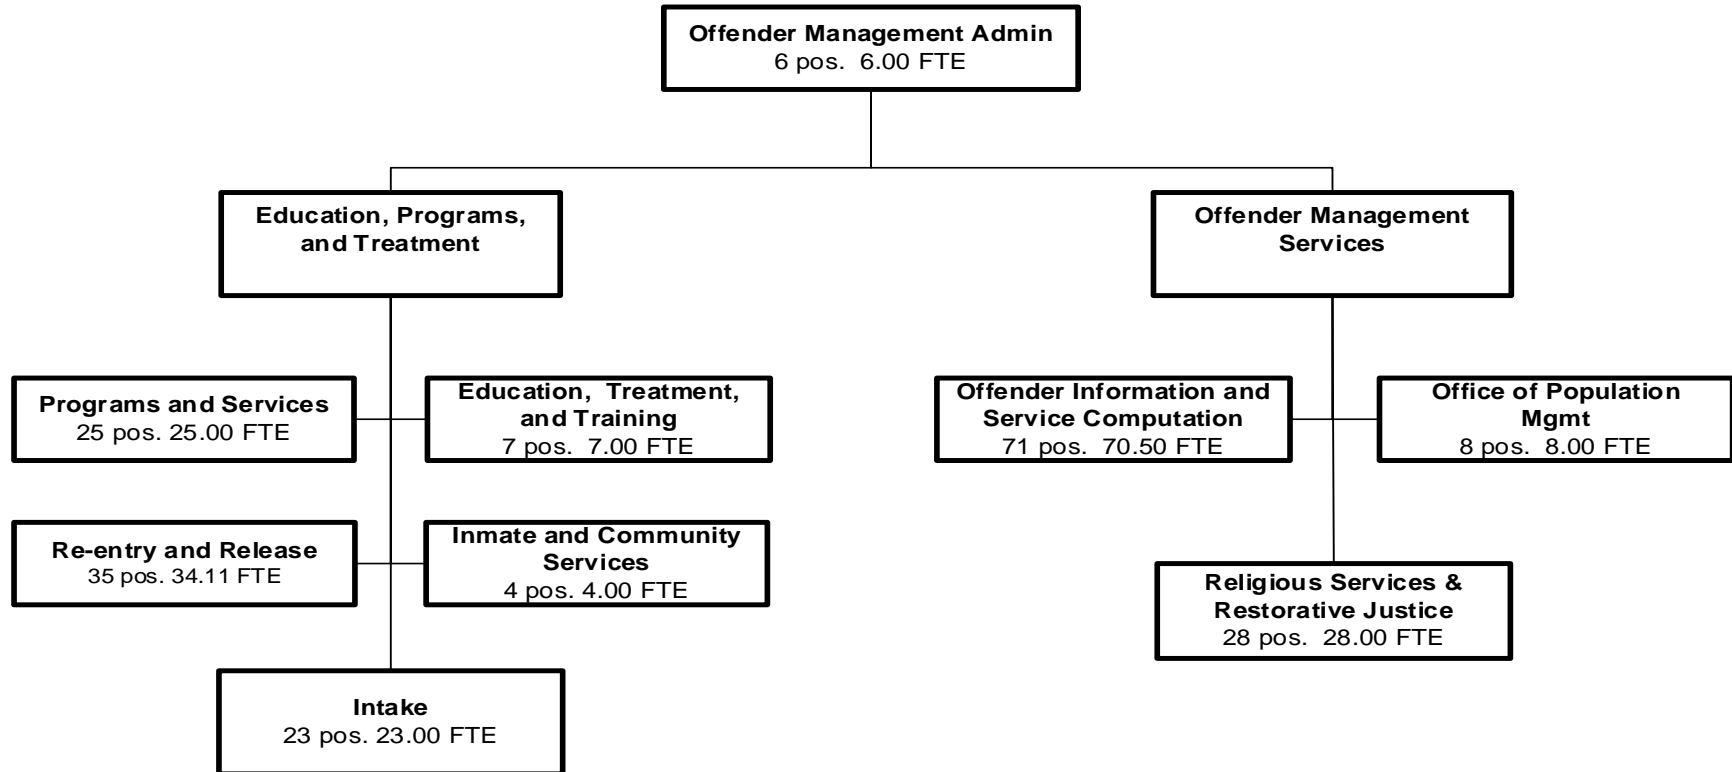 Offender Management Admin
6 pos.  6.00 FTE
Education, Programs,
and Treatment
Offender Management
Services
Programs and Services
25 pos. 25.00 FTE
Education,  Treatment,
and Training
7 pos.  7.00 FTE
Offender Information and
Service Computation
71 pos.  70.50 FTE
Office of Population
Mgmt
8 pos.  8.00 FTE
Re-entry and Release
35 pos. 34.11 FTE
Inmate and Community
Services
4 pos. 4.00 FTE
Religious Services &
Restorative Justice
28 pos.  28.00 FTE
Intake
23 pos. 23.00 FTE